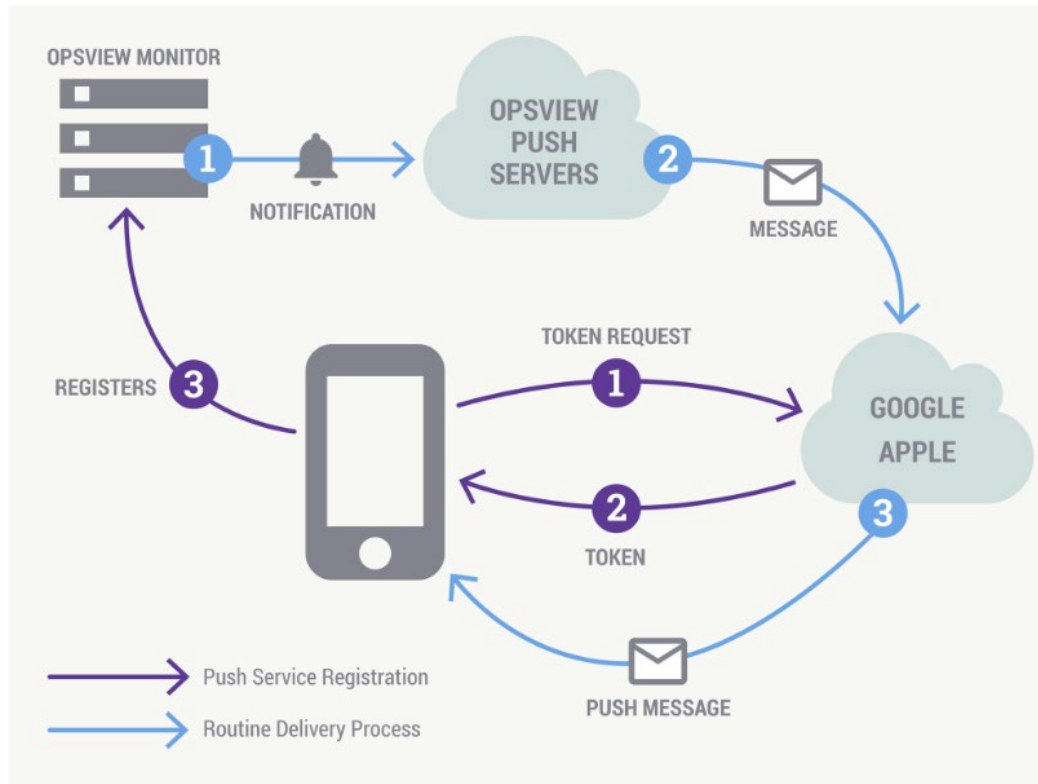 OPSVIEW MONITOR
OPSVIEW
PUSH
SERVERS
1
2
NOTIFICATION
MESSAGE
TOKEN REQUEST
1
REGISTERS
3
GOOGLE
APPLE
2
3
TOKEN
PUSH MESSAGE
Push Service Registration
Routine Delivery Process